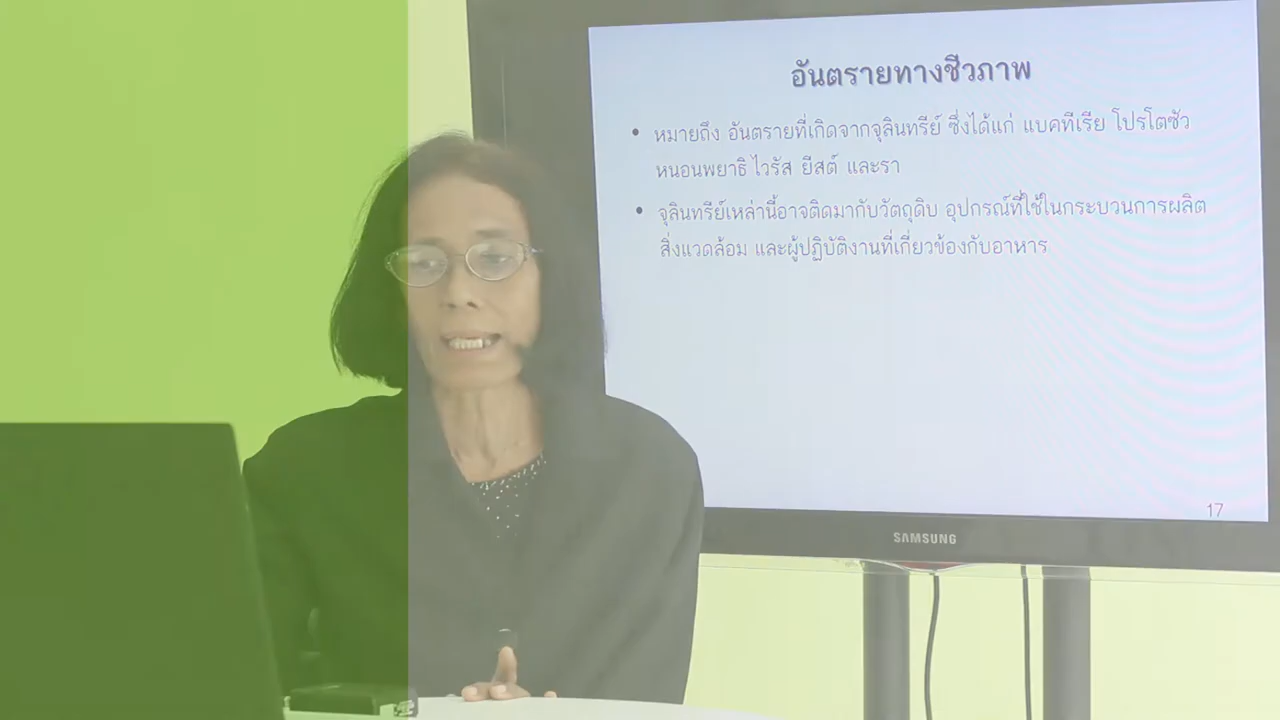 อันตรายทางชีวภาพ
• หมายถึง อันตรายที่เกิดจากจุลินทรีย์ ซึ่งได้แก่ แบคทีเรีย โปรโตซัว
หนอนพยาธิ ไวรัส ยีสต์ และรา
• จุลินทรีย์เหล่านี้อาจติดมากับวัตถุดิบ อุปกรณ์ที่ใช้ในกระบวนการผลิต
สิ่งแวดล้อม และผู้ปฏิบัติงานที่เกี่ยวข้องกับอาหาร
17
SAMSUNG